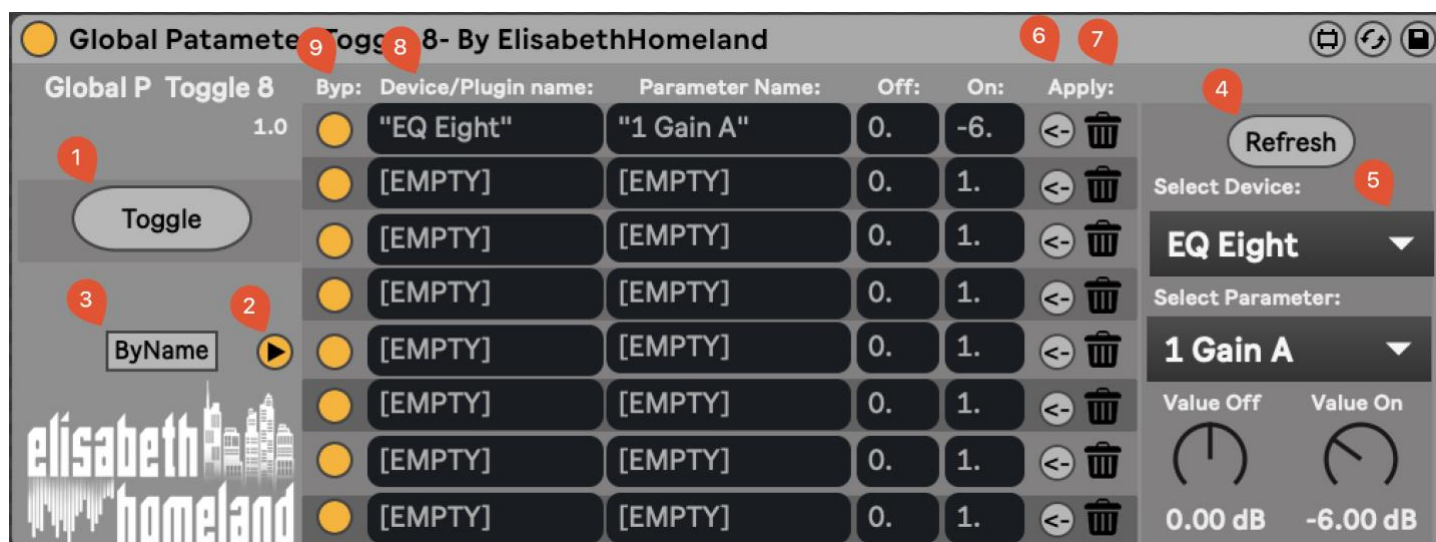 Global Patameter Toggle 8- By ElisabethHomeland
9 8 6 7
Global P Toggle 8 Byp: Device/Plugin name: Parameter Name: Off: On: Apply: 4
1.0 "EQ Eight" "1 Gain A" 0. -6. <- Refresh
1 [EMPTY] [EMPTY] 0. 1. <- Select Device: 5
Toggle [EMPTY] [EMPTY] 0. 1. <- EQ Eight
3 2 [EMPTY] [EMPTY] 0. 1. <- Select Parameter:
ByName [EMPTY] [EMPTY] 0. 1. <- 1 Gain A
[EMPTY] [EMPTY] 0. 1. <- Value Off Value On
elisabeth [EMPTY] [EMPTY] 0. 1. <-
homeland [EMPTY] [EMPTY] 0. 1. <- 0.00 dB -6.00 dB